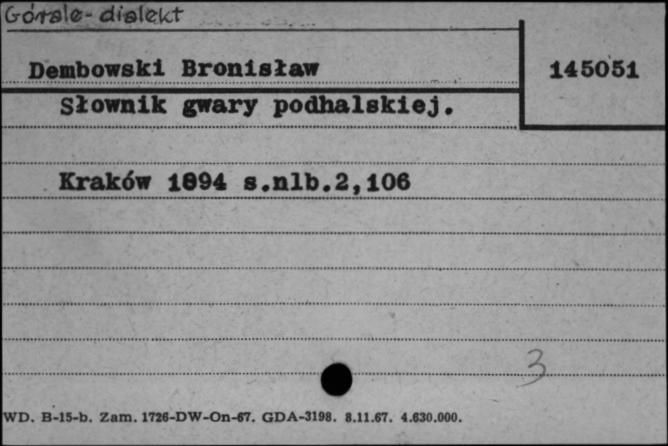 Górale-dialekt
Dembowski Bronisław 145051
Słownik gwary podhalskiej.
Kraków 1894 s.nlb.2,106
3
WD. B-15-b. Zam. 1726-DW-On-67. GDA-3198. 8.11.67. 4.630.000.